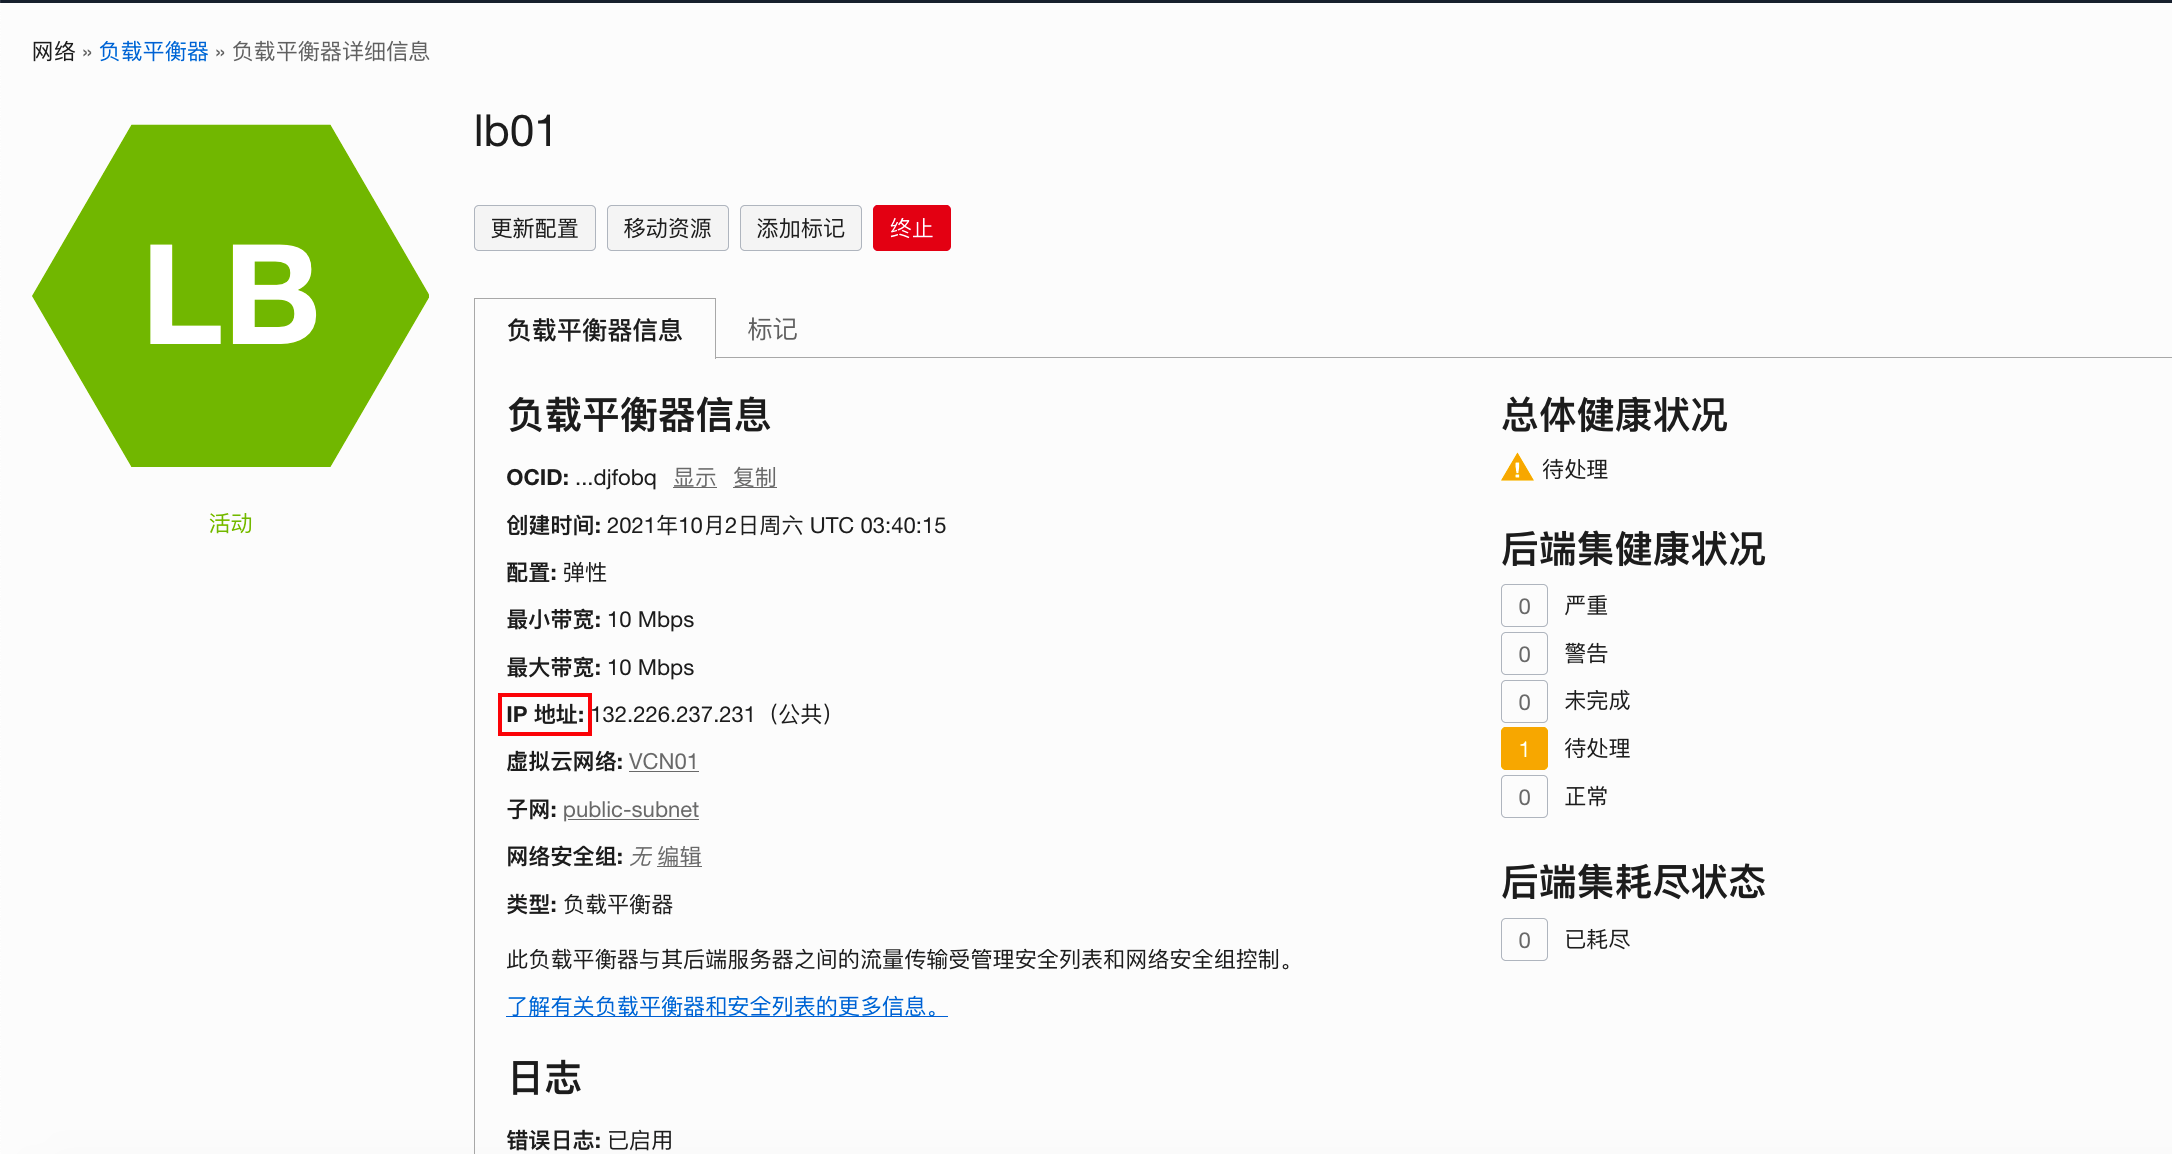 网络 » 负载平衡器 » 负载平衡器详细信息
LB
活动
lb01
更新配置 移动资源 添加标记 终止
负载平衡器信息 标记
负载平衡器信息
OCID: ...djfobq 显示 复制
创建时间: 2021年10月2日周六 UTC 03:40:15
配置: 弹性
最小带宽: 10 Mbps
最大带宽: 10 Mbps
IP 地址: 132.226.237.231（公共）
虚拟云网络: VCN01
子网: public-subnet
网络安全组: 无 编辑
类型: 负载平衡器
此负载平衡器与其后端服务器之间的流量传输受管理安全列表和网络安全组控制。
了解有关负载平衡器和安全列表的更多信息。
日志
错误日志: 已启用
总体健康状况
待处理
后端集健康状况
0 严重
0 警告
0 未完成
1 待处理
0 正常
后端集耗尽状态
0 已耗尽